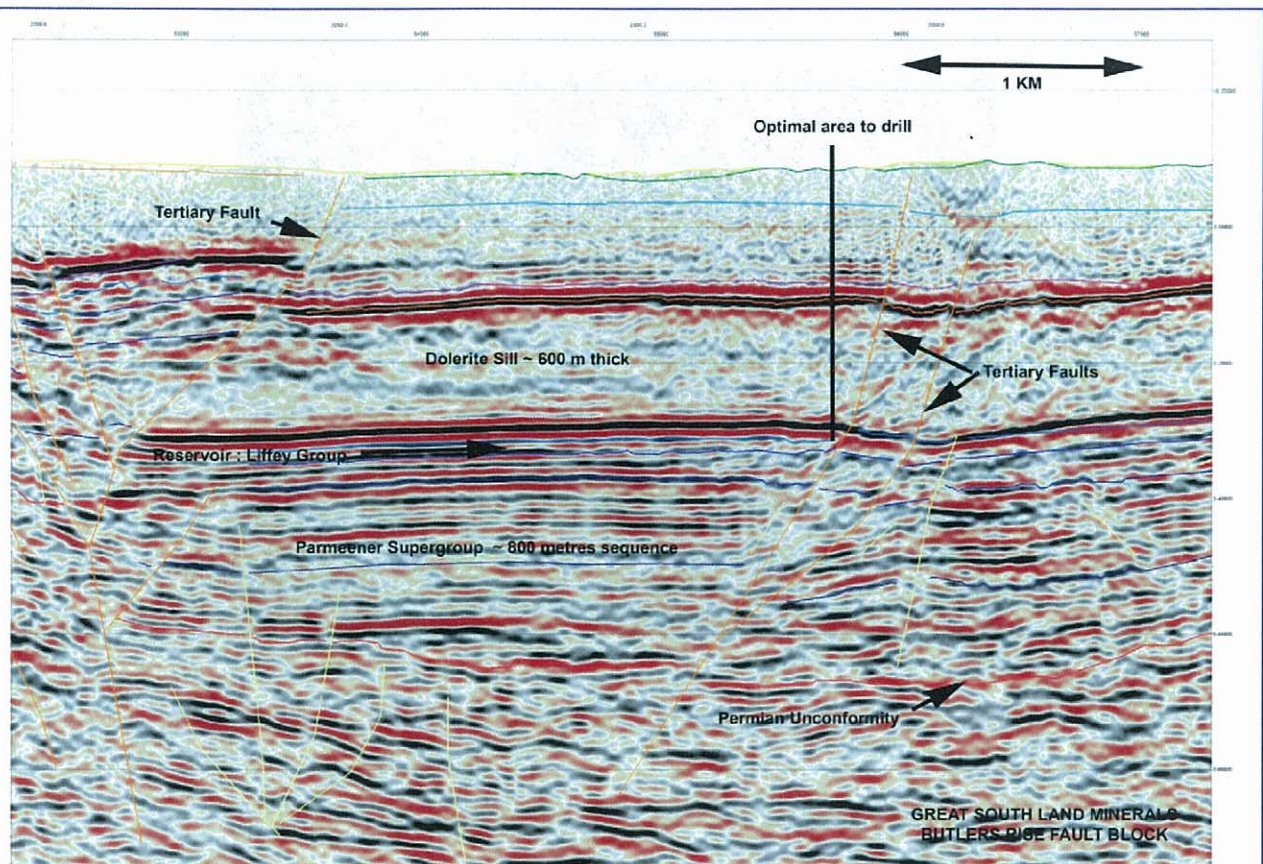 1 KM
Optimal area to drill
Tertiary Fault
Dolerite Sill ~ 600 m thick
Tertiary Faults
Reservoir : Liffey Group
Parmeener Supergroup ~ 800 metres sequence
Permian Unconformity
GREAT SOUTH LAND MINERALS
BUTLERS RISE FAULT BLOCK